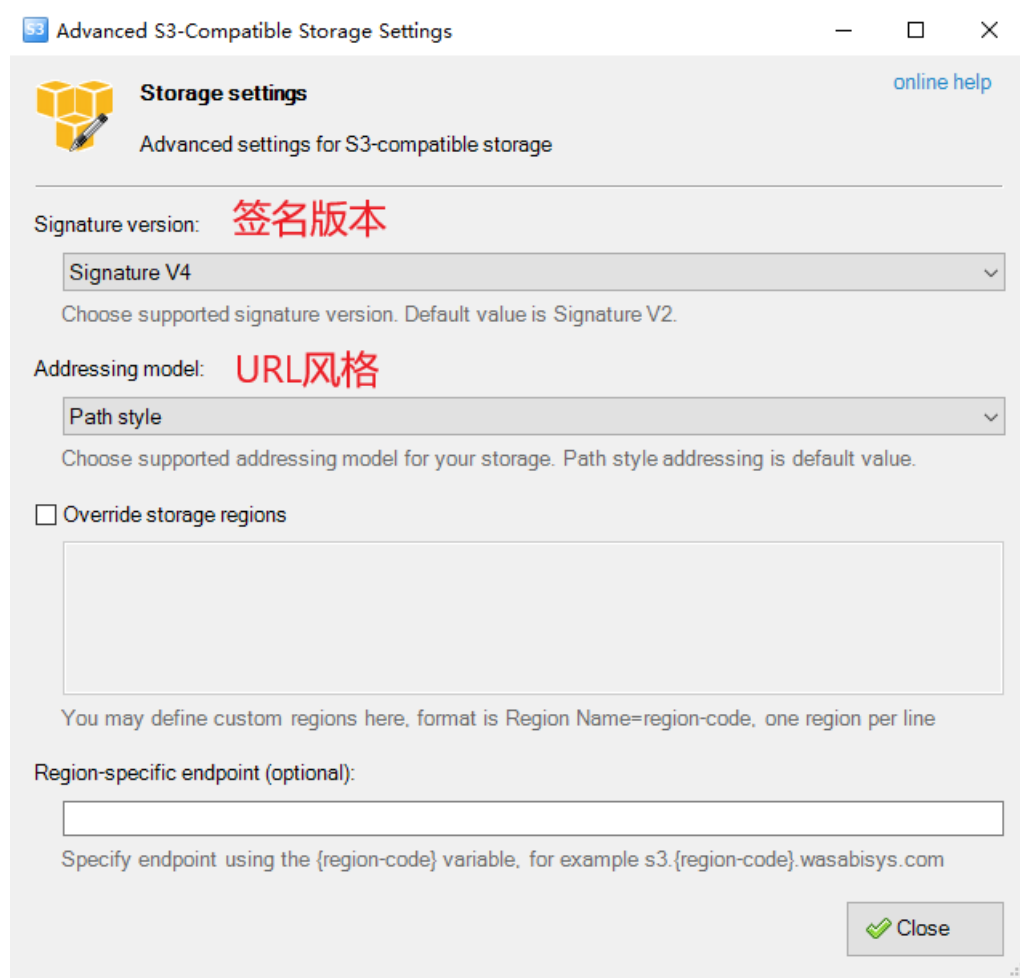 S3 Advanced S3-Compatible Storage Settings
Storage settings
online help
Advanced settings for S3-compatible storage
Signature version: 签名版本
Signature V4
Choose supported signature version. Default value is Signature V2.
Addressing model: URL风格
Path style
Choose supported addressing model for your storage. Path style addressing is default value.
Override storage regions
You may define custom regions here, format is Region Name=region-code, one region per line
Region-specific endpoint (optional):
Specify endpoint using the {region-code} variable, for example s3.{region-code}.wasabisys.com
Close